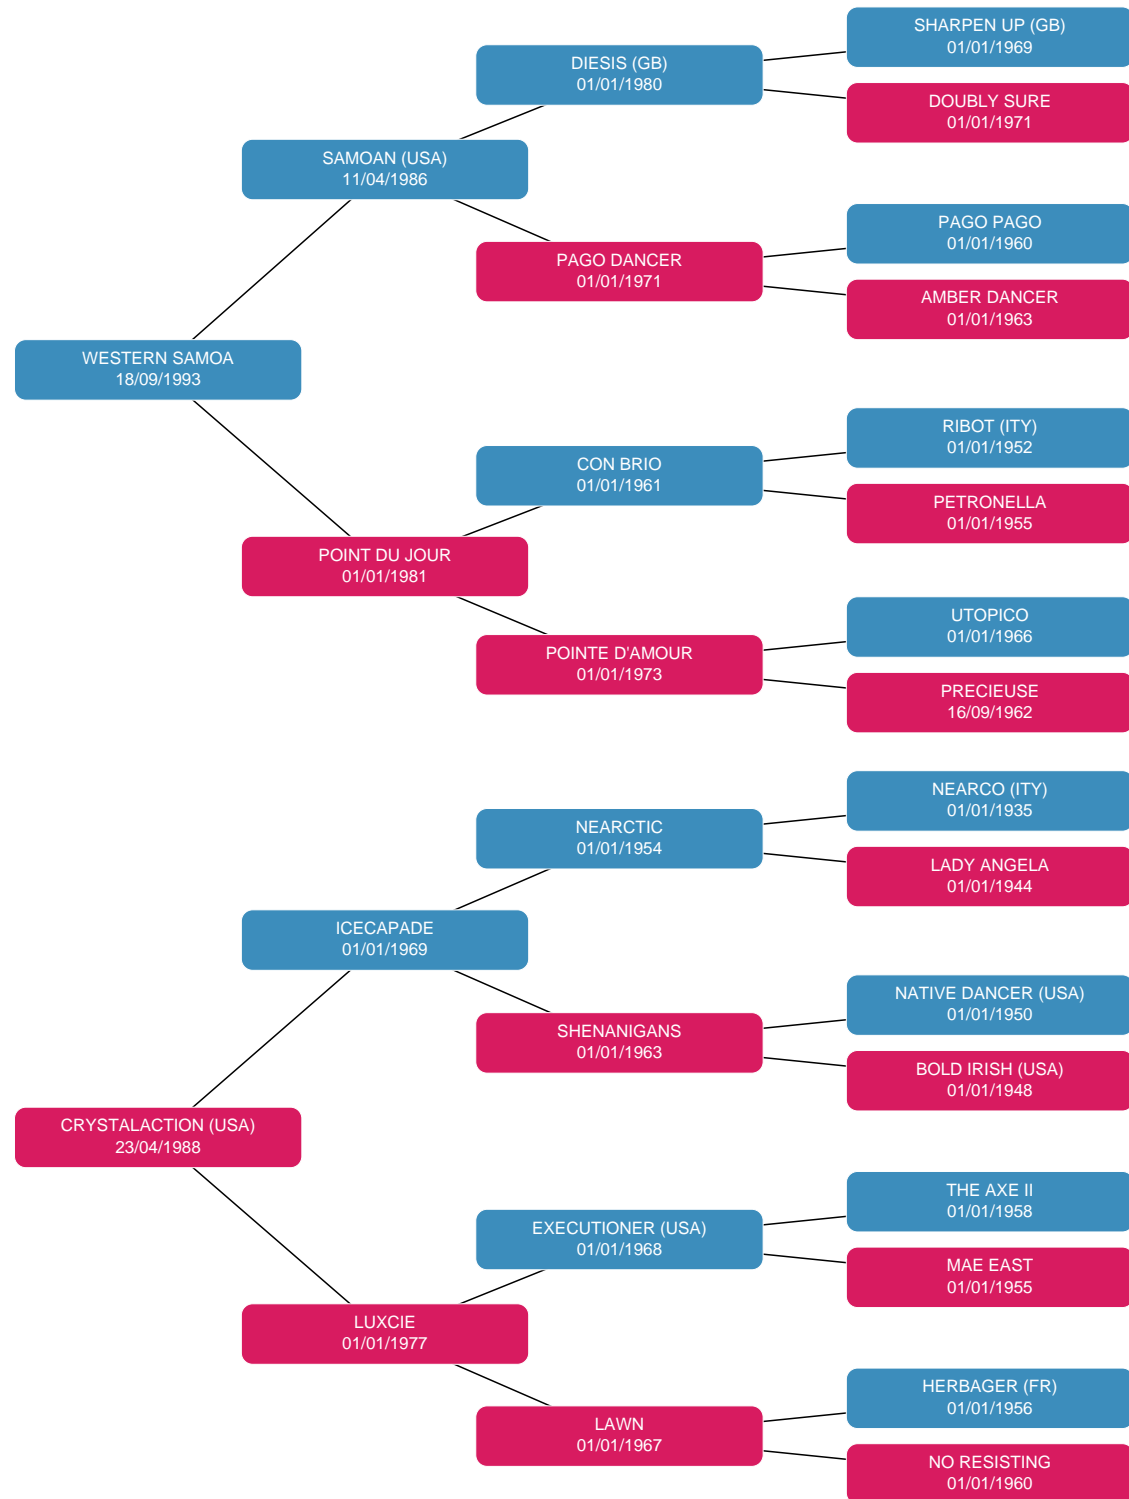 SHARPEN UP (GB)
01/01/1969
DIESIS (GB)
01/01/1980
DOUBLY SURE
01/01/1971
SAMOAN (USA)
11/04/1986
PAGO PAGO
01/01/1960
PAGO DANCER
01/01/1971
AMBER DANCER
01/01/1963
WESTERN SAMOA
18/09/1993
RIBOT (ITY)
01/01/1952
CON BRIO
01/01/1961
PETRONELLA
01/01/1955
POINT DU JOUR
01/01/1981
UTOPICO
01/01/1966
POINTE D'AMOUR
01/01/1973
PRECIEUSE
16/09/1962
NEARCO (ITY)
01/01/1935
NEARCTIC
01/01/1954
LADY ANGELA
01/01/1944
ICECAPADE
01/01/1969
NATIVE DANCER (USA)
01/01/1950
SHENANIGANS
01/01/1963
BOLD IRISH (USA)
01/01/1948
CRYSTALACTION (USA)
23/04/1988
THE AXE II
01/01/1958
EXECUTIONER (USA)
01/01/1968
MAE EAST
01/01/1955
LUXCIE
01/01/1977
HERBAGER (FR)
01/01/1956
LAWN
01/01/1967
NO RESISTING
01/01/1960